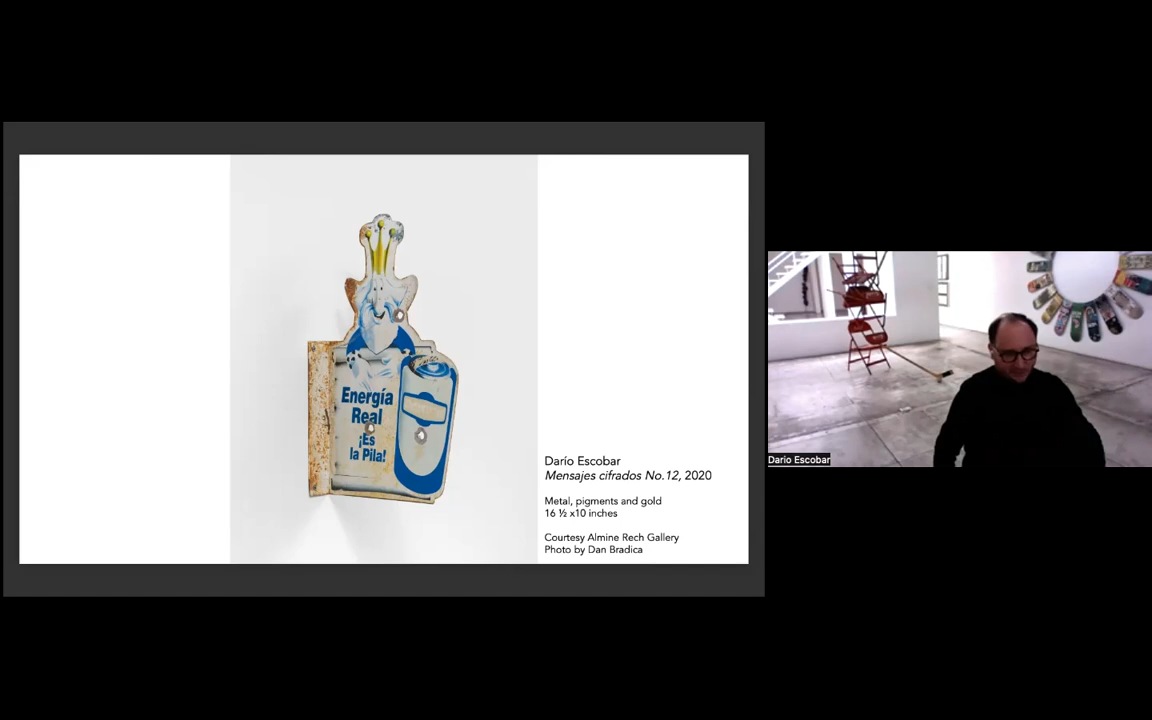 Energía
Real
¡Es
la Pila!
Darío Escobar
Mensajes cifrados No.12, 2020
Metal, pigments and gold
16 ½ x10 inches
Courtesy Almine Rech Gallery
Photo by Dan Bradica
Dario Escobar